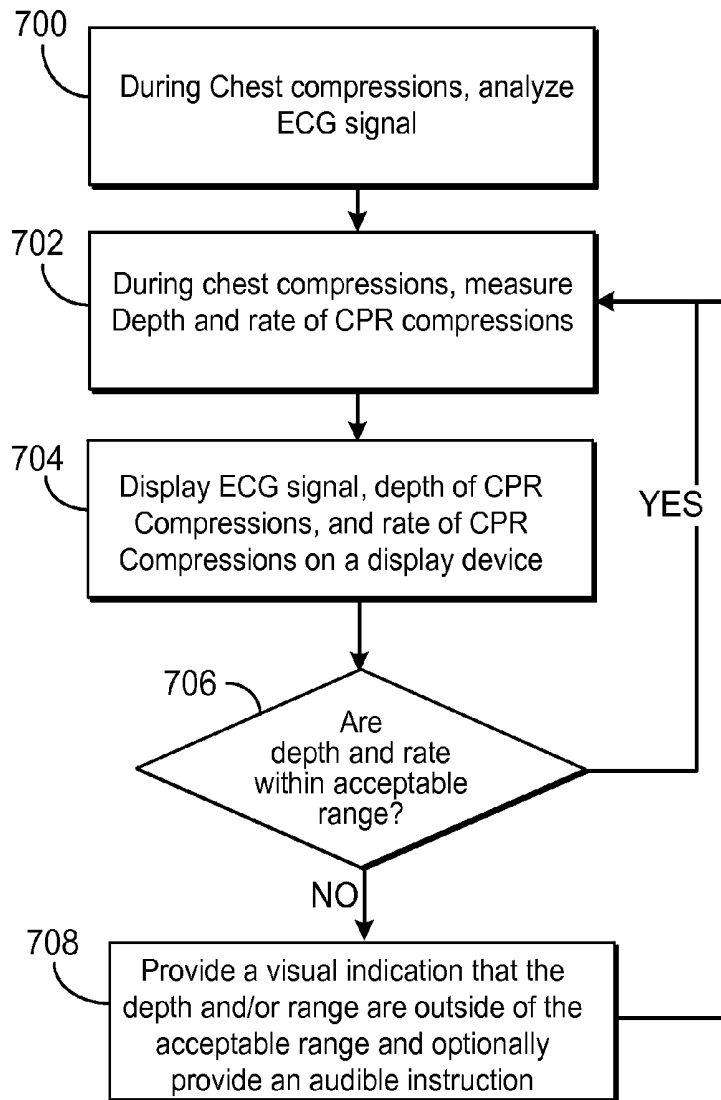 700
During Chest compressions, analyze
ECG signal
702
During chest compressions, measure
Depth and rate of CPR compressions
704
Display ECG signal, depth of CPR
Compressions, and rate of CPR
Compressions on a display device
YES
706
Are
depth and rate
within acceptable
range?
NO
708
Provide a visual indication that the
depth and/or range are outside of the
acceptable range and optionally
provide an audible instruction